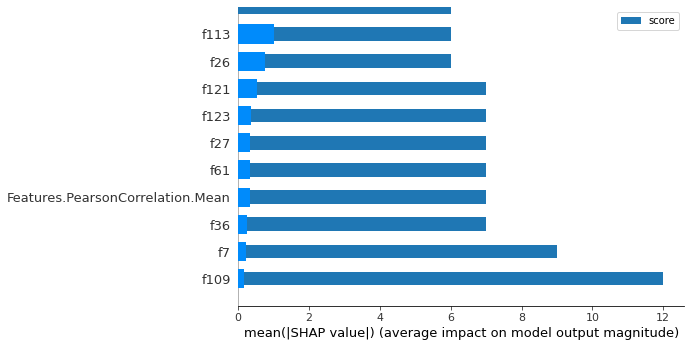 score
f113
f26
f121
f123
f27
f61
Features.PearsonCorrelation.Mean
f36
f7
f109
0 2 4 6 8 10 12
mean(|SHAP value|) (average impact on model output magnitude)